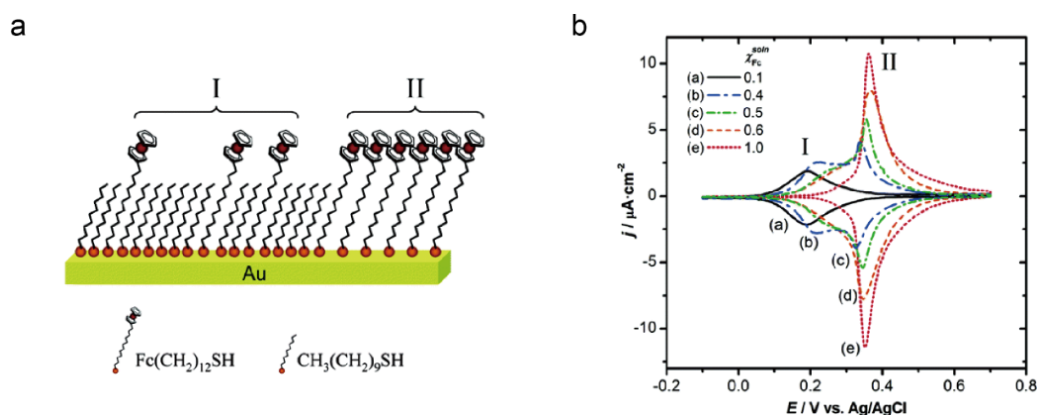 a
I
II
Au
Fc(CH₂)₁₂SH
CH₃(CH₂)₉SH
b
χFc^soln
(a) 0.1
(b) 0.4
(c) 0.5
(d) 0.6
(e) 1.0
II
I
(a)
(b)
(c)
(d)
(e)
10
5
0
-5
-10
j / μA·cm⁻²
-0.2 0.0 0.2 0.4 0.6 0.8
E / V vs. Ag/AgCl